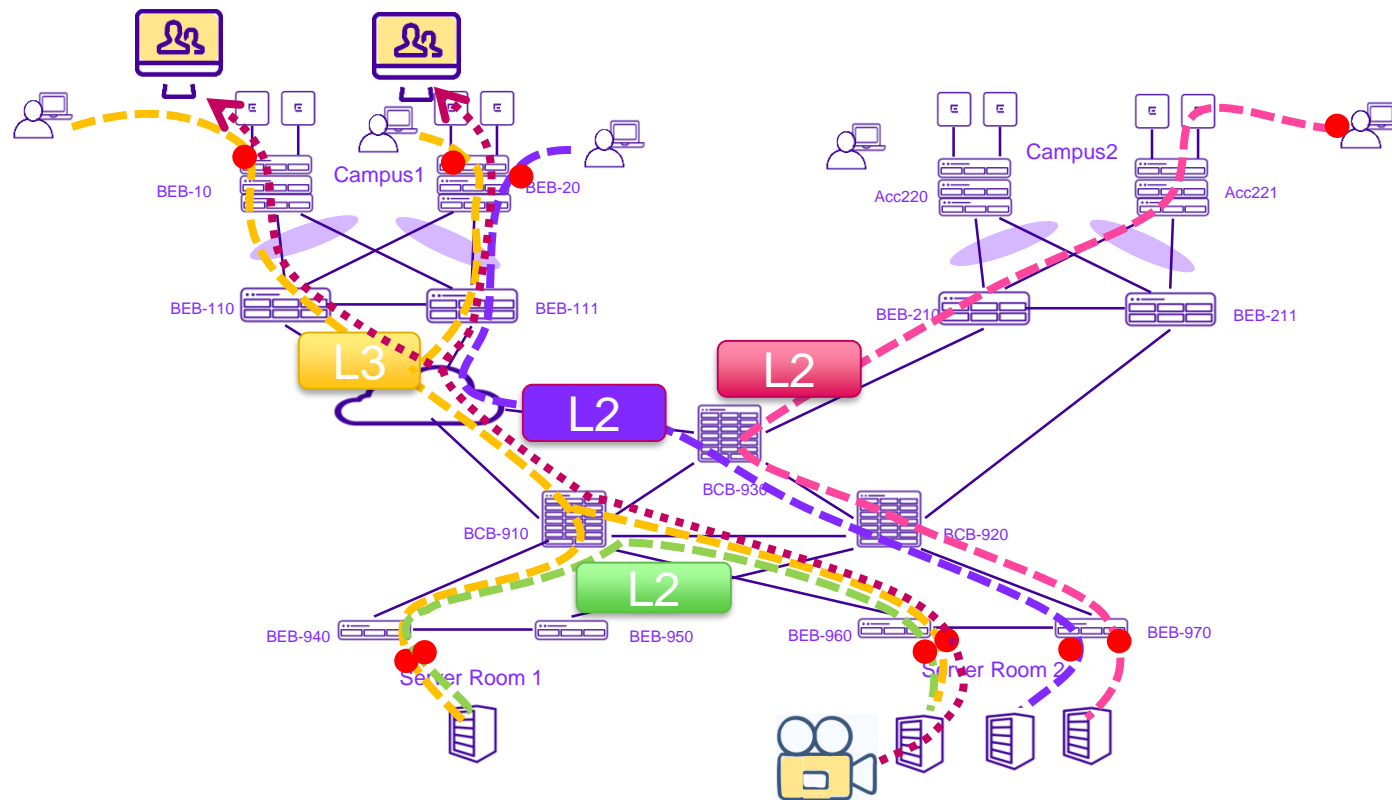 Campus1
Campus2
BEB-10
BEB-20
Acc220
Acc221
BEB-110
BEB-111
BEB-210
BEB-211
L3
L2
L2
BCB-930
BCB-910
BCB-920
L2
BEB-940
BEB-950
BEB-960
BEB-970
Server Room 1
Server Room 2